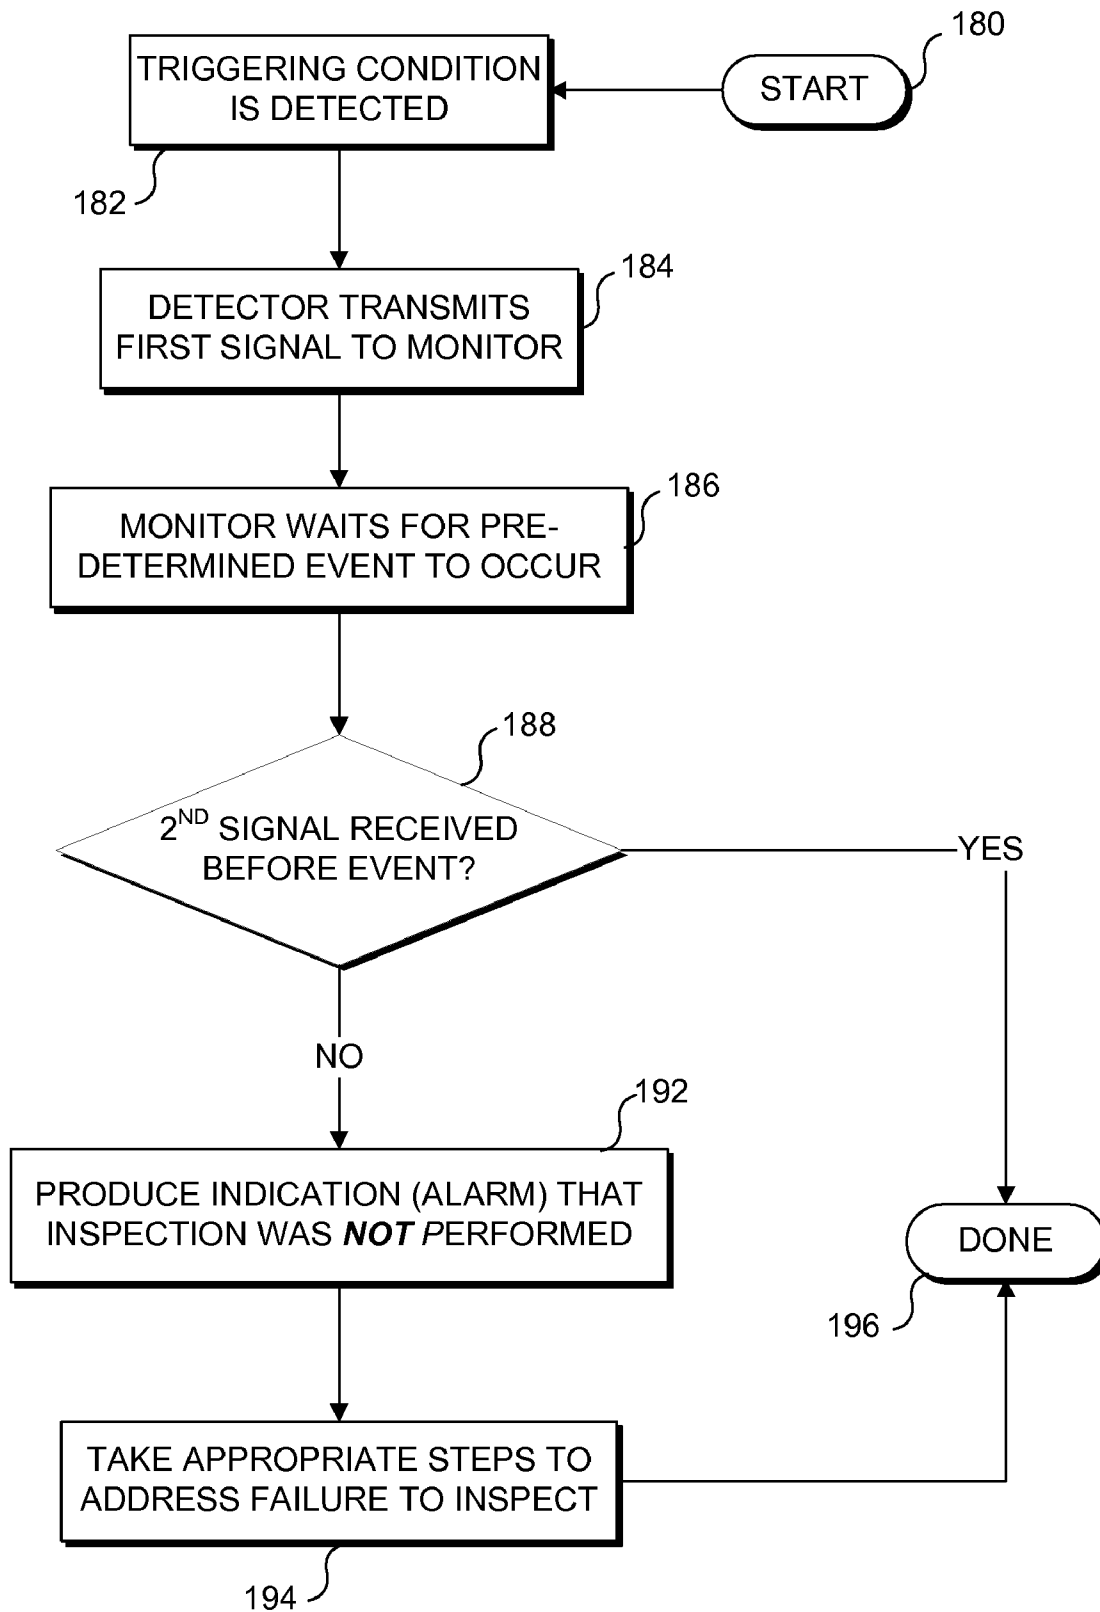 180
START
TRIGGERING CONDITION
IS DETECTED
182
184
DETECTOR TRANSMITS
FIRST SIGNAL TO MONITOR
186
MONITOR WAITS FOR PRE-
DETERMINED EVENT TO OCCUR
188
2ND SIGNAL RECEIVED
BEFORE EVENT?
YES
NO
192
PRODUCE INDICATION (ALARM) THAT
INSPECTION WAS NOT PERFORMED
DONE
196
TAKE APPROPRIATE STEPS TO
ADDRESS FAILURE TO INSPECT
194